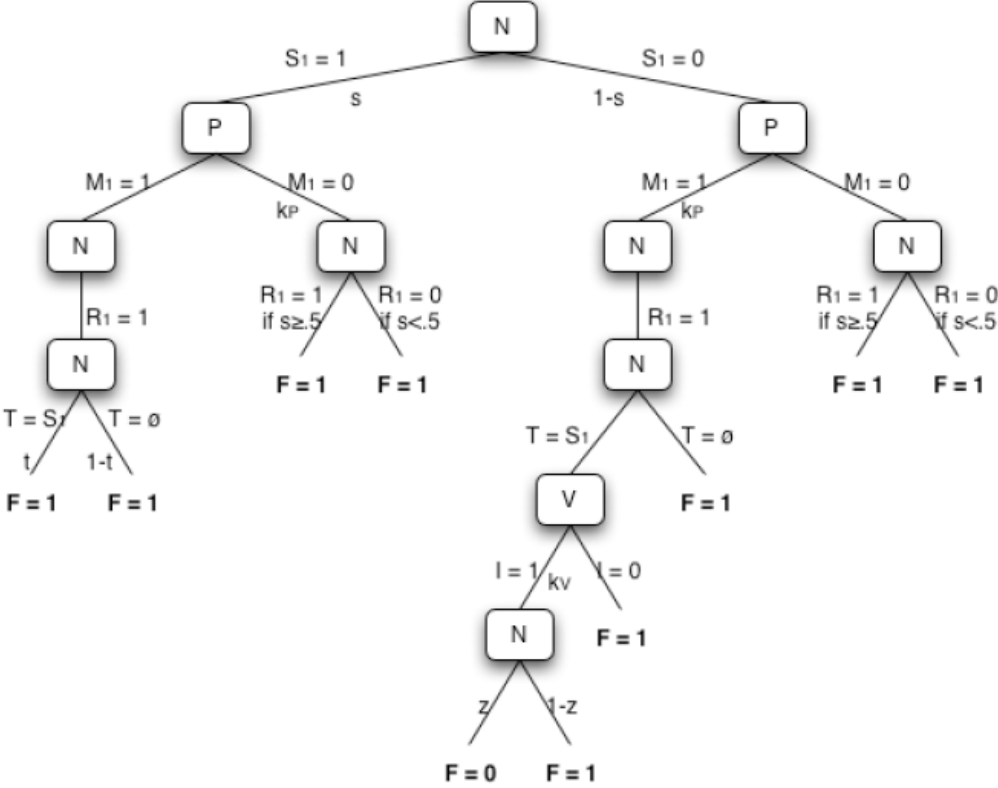 N
S₁ = 1 S₁ = 0
s 1-s
P P
M₁ = 1 M₁ = 0 M₁ = 1 M₁ = 0
kP kP
N N N N
R₁ = 1 R₁ = 0 R₁ = 1 R₁ = 0
R₁ = 1 if s≥.5 if s<.5 R₁ = 1 if s≥.5 if s<.5
N F = 1 F = 1 N F = 1 F = 1
T = S₁ T = ø T = S₁ T = ø
t 1-t
F = 1 F = 1 V F = 1
I = 1 kV I = 0
N F = 1
z 1-z
F = 0 F = 1